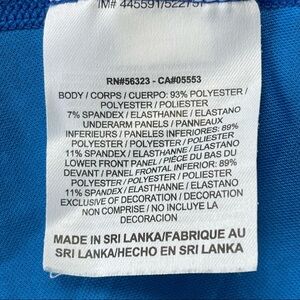 IM# 445591/522757
RN#56323 - CA#05553
BODY / CORPS / CUERPO: 93% POLYESTER /
POLYESTER / POLIESTER
7% SPANDEX / ELASTHANNE / ELASTANO
UNDERARM PANELS / PANNEAUX
INFERIEURS / PANELES INFERIORES: 89%
POLYESTER / POLYESTER / POLIESTER
11% SPANDEX / ELASTHANNE / ELASTANO
LOWER FRONT PANEL / PIÈCE DU BAS DU
DEVANT / PANEL FRONTAL INFERIOR: 89%
POLYESTER / POLYESTER / POLIESTER
11% SPANDEX / ELASTHANNE / ELASTANO
EXCLUSIVE OF DECORATION / DECORATION
NON COMPRISE / NO INCLUYE LA
DECORACION
MADE IN SRI LANKA/FABRIQUE AU
SRI LANKA/HECHO EN SRI LANKA